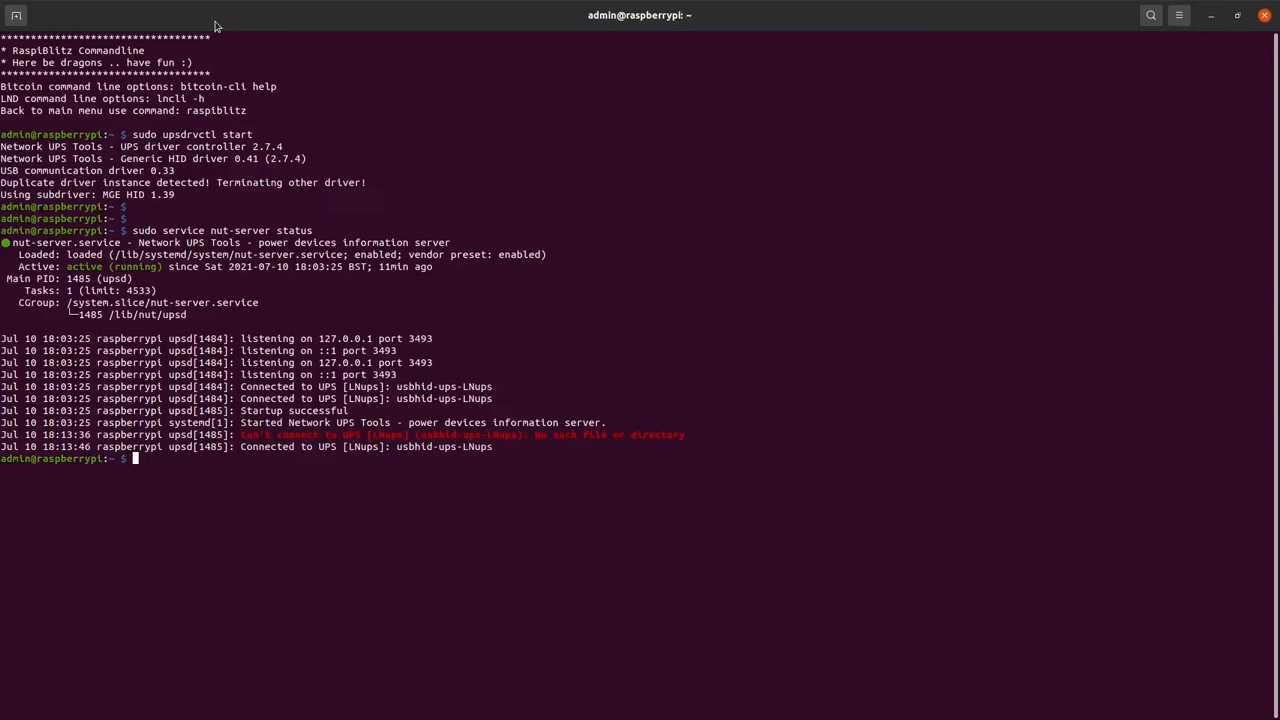 admin@raspberrypi: ~
***********************************
* RaspiBlitz Commandline
* Here be dragons .. have fun :)
***********************************
Bitcoin command line options: bitcoin-cli help
LND command line options: lncli -h
Back to main menu use command: raspiblitz
admin@raspberrypi:~ $ sudo upsdrvctl start
Network UPS Tools - UPS driver controller 2.7.4
Network UPS Tools - Generic HID driver 0.41 (2.7.4)
USB communication driver 0.33
Duplicate driver instance detected! Terminating other driver!
Using subdriver: MGE HID 1.39
admin@raspberrypi:~ $
admin@raspberrypi:~ $
admin@raspberrypi:~ $ sudo service nut-server status
● nut-server.service - Network UPS Tools - power devices information server
Loaded: loaded (/lib/systemd/system/nut-server.service; enabled; vendor preset: enabled)
Active: active (running) since Sat 2021-07-10 18:03:25 BST; 11min ago
Main PID: 1485 (upsd)
Tasks: 1 (limit: 4533)
CGroup: /system.slice/nut-server.service
└─1485 /lib/nut/upsd
Jul 10 18:03:25 raspberrypi upsd[1484]: listening on 127.0.0.1 port 3493
Jul 10 18:03:25 raspberrypi upsd[1484]: listening on ::1 port 3493
Jul 10 18:03:25 raspberrypi upsd[1484]: listening on 127.0.0.1 port 3493
Jul 10 18:03:25 raspberrypi upsd[1484]: listening on ::1 port 3493
Jul 10 18:03:25 raspberrypi upsd[1484]: Connected to UPS [LNups]: usbhid-ups-LNups
Jul 10 18:03:25 raspberrypi upsd[1484]: Connected to UPS [LNups]: usbhid-ups-LNups
Jul 10 18:03:25 raspberrypi upsd[1485]: Startup successful
Jul 10 18:03:25 raspberrypi systemd[1]: Started Network UPS Tools - power devices information server.
Jul 10 18:13:36 raspberrypi upsd[1485]: Can't connect to UPS [LNups] (usbhid-ups-LNups): No such file or directory
Jul 10 18:13:46 raspberrypi upsd[1485]: Connected to UPS [LNups]: usbhid-ups-LNups
admin@raspberrypi:~ $